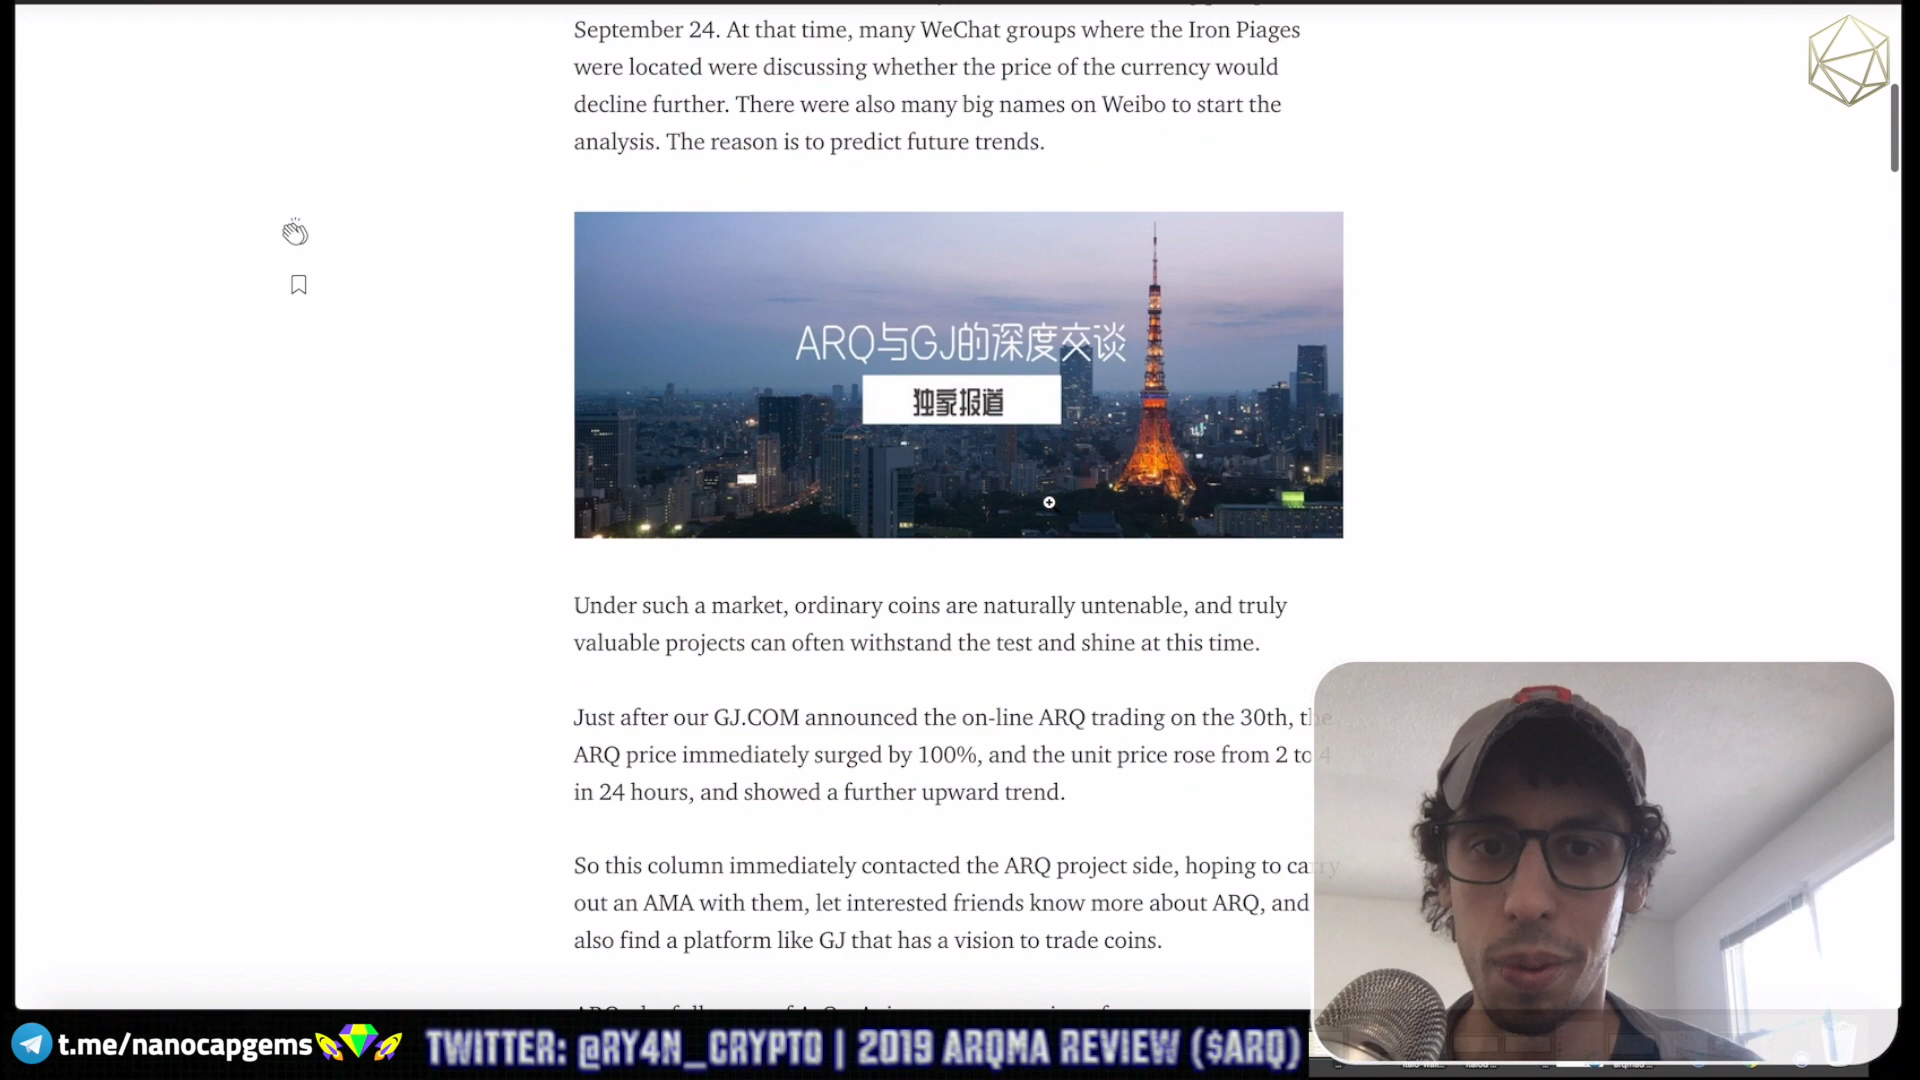 September 24. At that time, many WeChat groups where the Iron Piages
were located were discussing whether the price of the currency would
decline further. There were also many big names on Weibo to start the
analysis. The reason is to predict future trends.
ARQ与GJ的深度交谈
独家报道
Under such a market, ordinary coins are naturally untenable, and truly
valuable projects can often withstand the test and shine at this time.
Just after our GJ.COM announced the on-line ARQ trading on the 30th, the
ARQ price immediately surged by 100%, and the unit price rose from 2 to 4
in 24 hours, and showed a further upward trend.
So this column immediately contacted the ARQ project side, hoping to carry
out an AMA with them, let interested friends know more about ARQ, and
also find a platform like GJ that has a vision to trade coins.
t.me/nanocapgems
TWITTER: @RY4N_CRYPTO | 2019 ARQMA REVIEW ($ARQ)